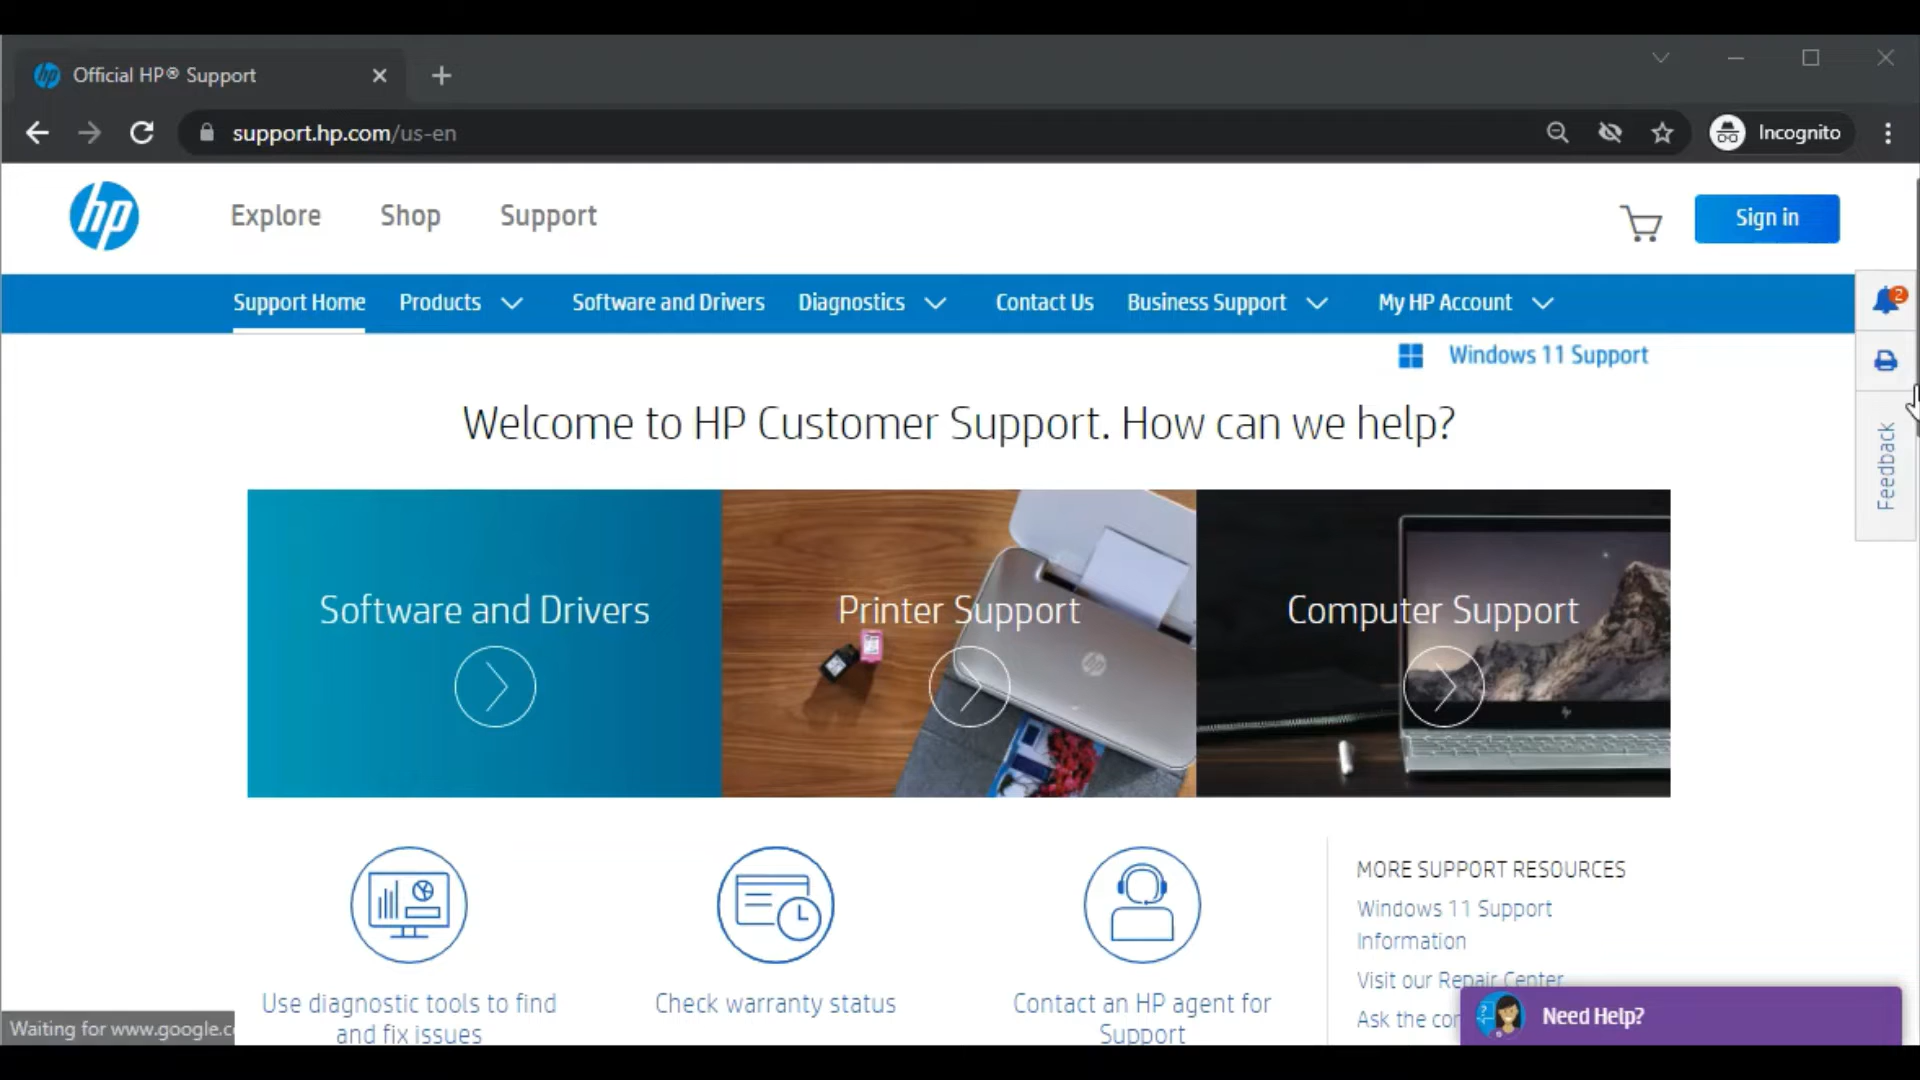 Official HP® Support
support.hp.com/us-en
Incognito
hp
Explore
Shop
Support
Sign in
Support Home
Products
Software and Drivers
Diagnostics
Contact Us
Business Support
My HP Account
2
Windows 11 Support
Welcome to HP Customer Support. How can we help?
Feedback
Software and Drivers
Printer Support
Computer Support
MORE SUPPORT RESOURCES
Windows 11 Support
Information
Visit our Repair Center
Ask the
Need Help?
Use diagnostic tools to find
and fix issues
Check warranty status
Contact an HP agent for
Support
Waiting for www.google.c